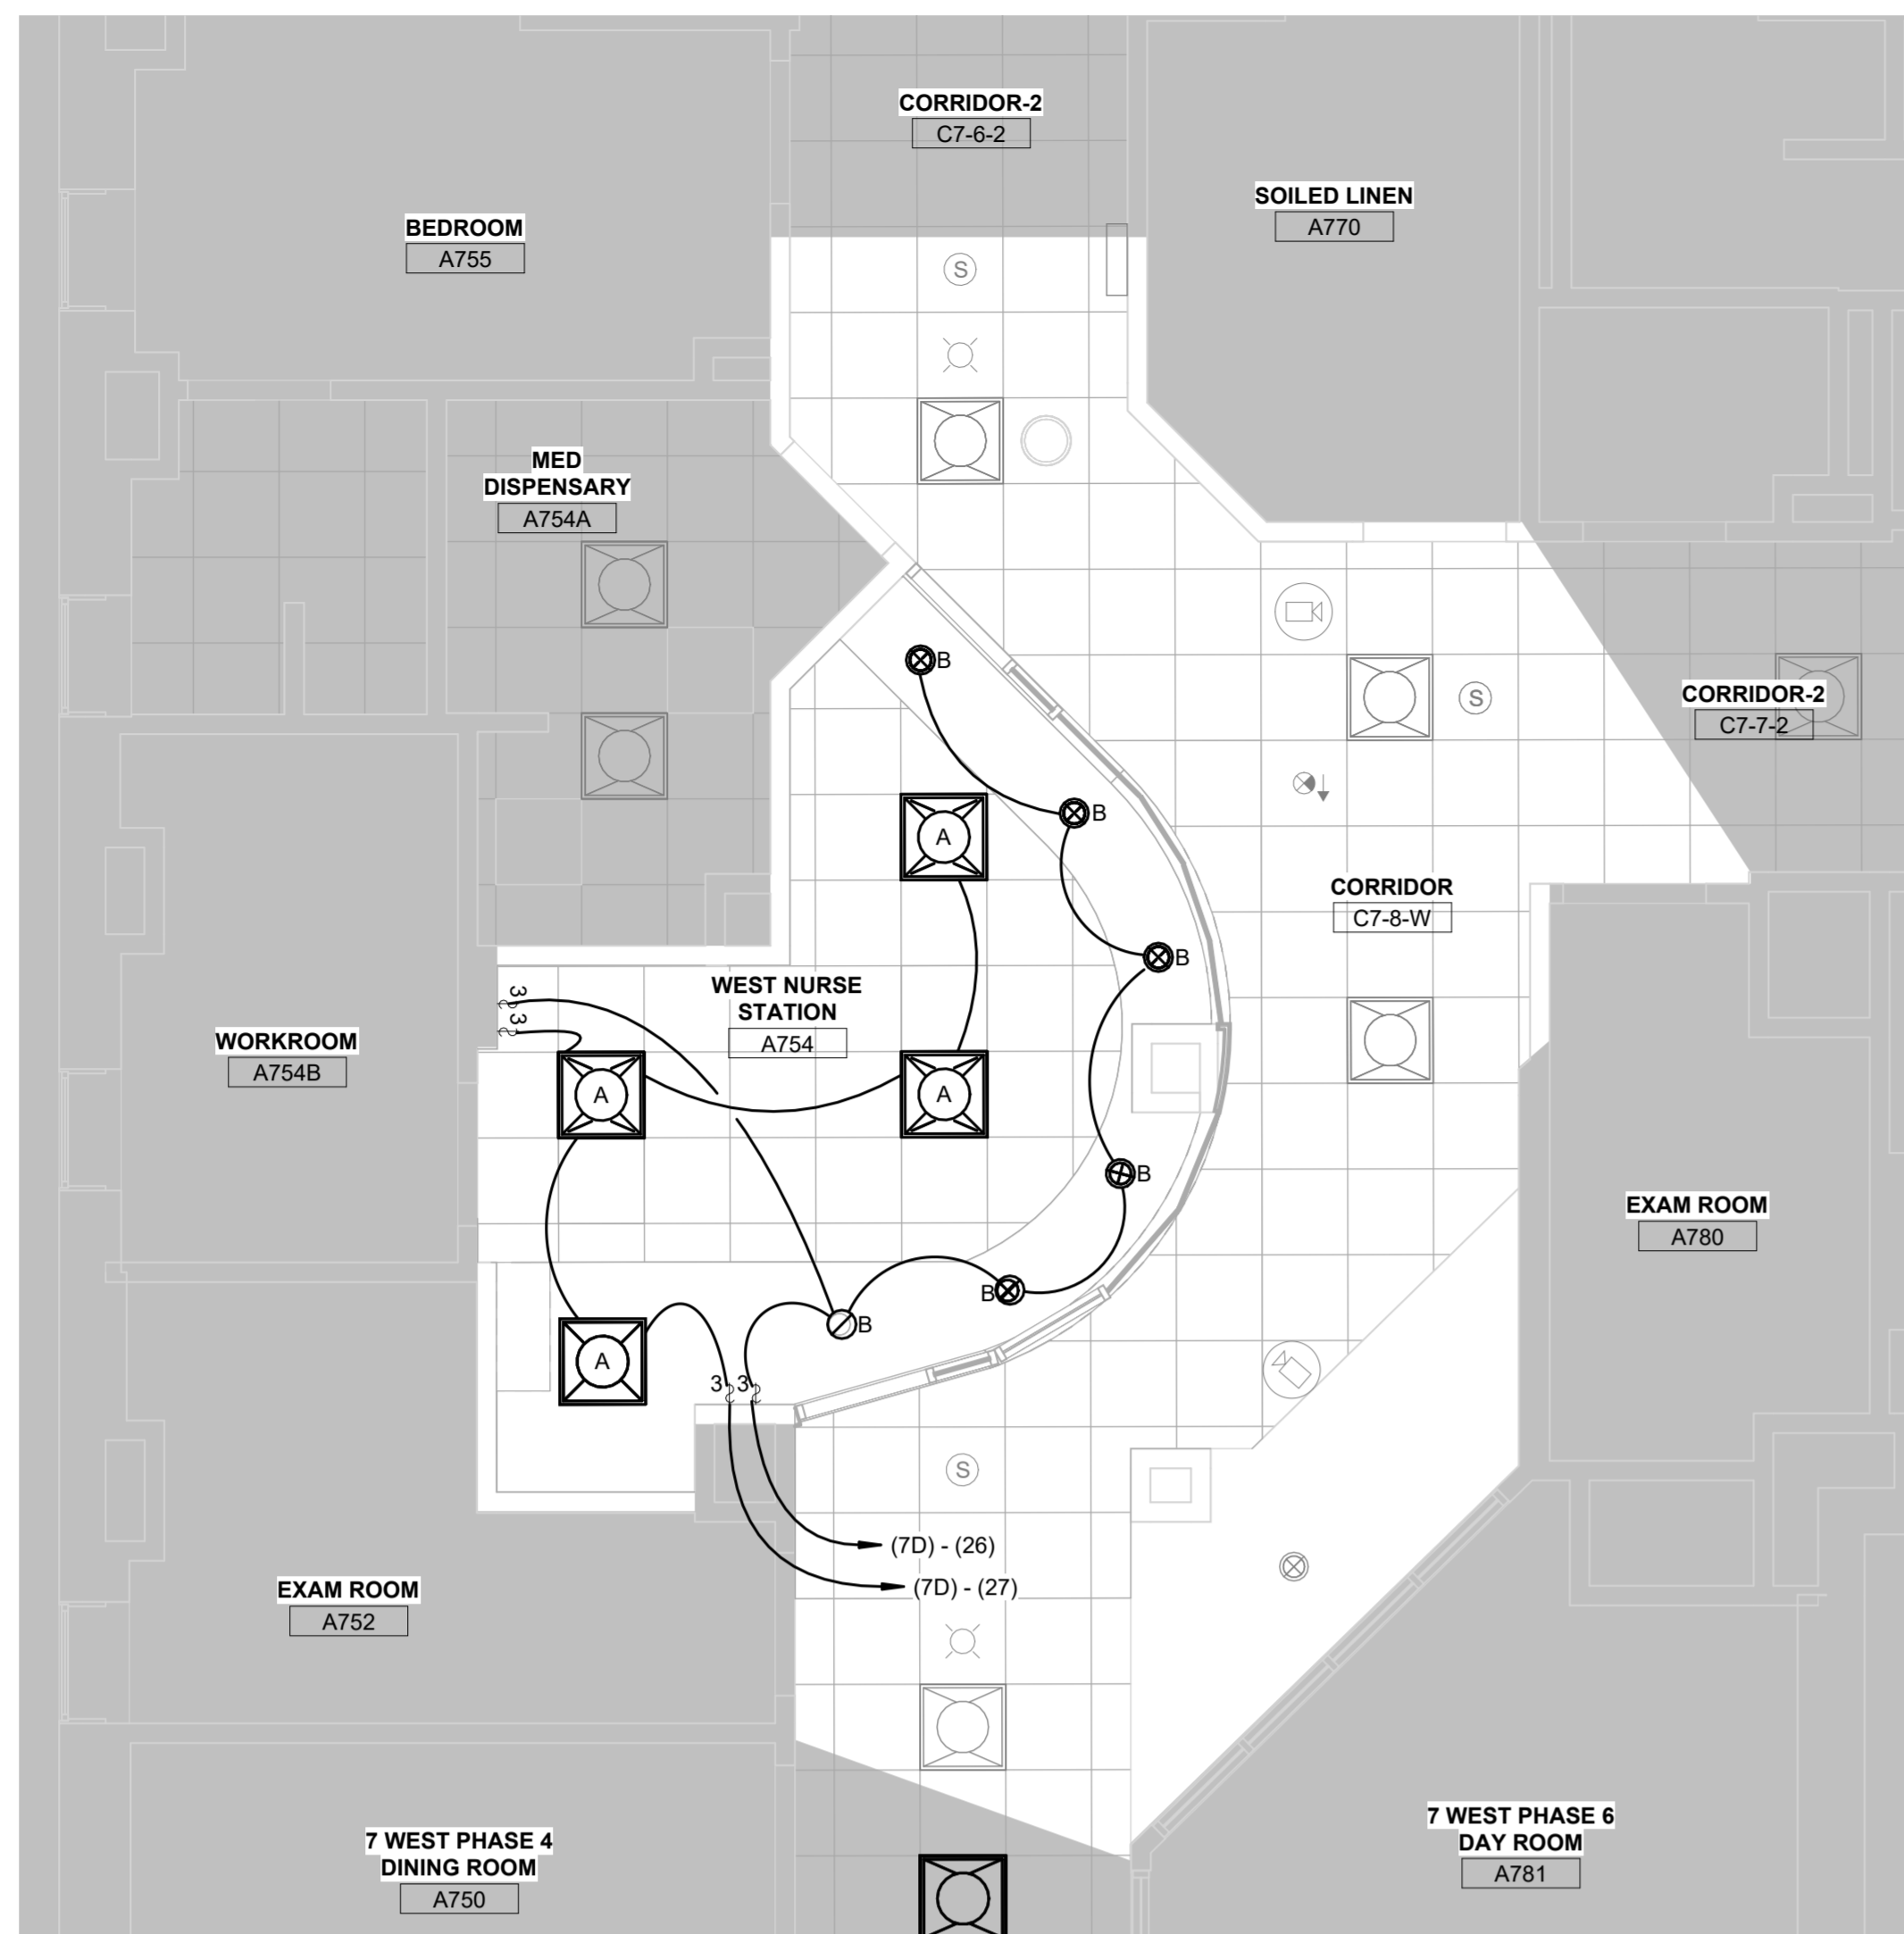 CORRIDOR-2
C7-6-2
SOILED LINEN
A770
BEDROOM
A755
S
MED
DISPENSARY
A754A
B
S
CORRIDOR-2
C7-7-2
B
A
CORRIDOR
C7-8-W
B
WEST NURSE
STATION
A754
3
3
WORKROOM
A754B
A
A
B
EXAM ROOM
A780
B
B
A
3 3
S
(7D) - (26)
(7D) - (27)
EXAM ROOM
A752
7 WEST PHASE 4
DINING ROOM
A750
7 WEST PHASE 6
DAY ROOM
A781